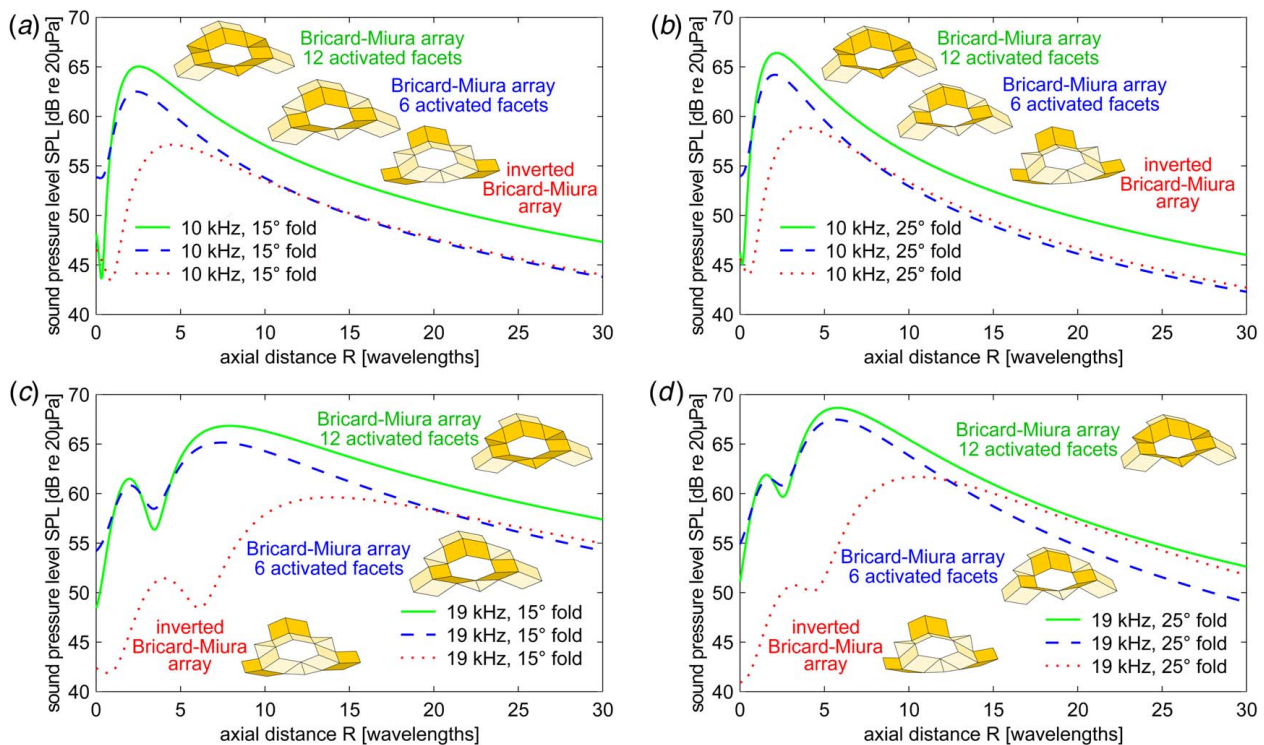 (a)
sound pressure level SPL [dB re 20μPa]
70
65
60
55
50
45
40
Bricard-Miura array
12 activated facets
Bricard-Miura array
6 activated facets
inverted
Bricard-Miura
array
10 kHz, 15° fold
10 kHz, 15° fold
10 kHz, 15° fold
0 5 10 15 20 25 30
axial distance R [wavelengths]
(b)
sound pressure level SPL [dB re 20μPa]
70
65
60
55
50
45
40
Bricard-Miura array
12 activated facets
Bricard-Miura array
6 activated facets
inverted
Bricard-Miura
array
10 kHz, 25° fold
10 kHz, 25° fold
10 kHz, 25° fold
0 5 10 15 20 25 30
axial distance R [wavelengths]
(c)
sound pressure level SPL [dB re 20μPa]
70
65
60
55
50
45
40
Bricard-Miura array
12 activated facets
Bricard-Miura array
6 activated facets
inverted
Bricard-Miura
array
19 kHz, 15° fold
19 kHz, 15° fold
19 kHz, 15° fold
0 5 10 15 20 25 30
axial distance R [wavelengths]
(d)
sound pressure level SPL [dB re 20μPa]
70
65
60
55
50
45
40
Bricard-Miura array
12 activated facets
Bricard-Miura array
6 activated facets
inverted
Bricard-Miura
array
19 kHz, 25° fold
19 kHz, 25° fold
19 kHz, 25° fold
0 5 10 15 20 25 30
axial distance R [wavelengths]